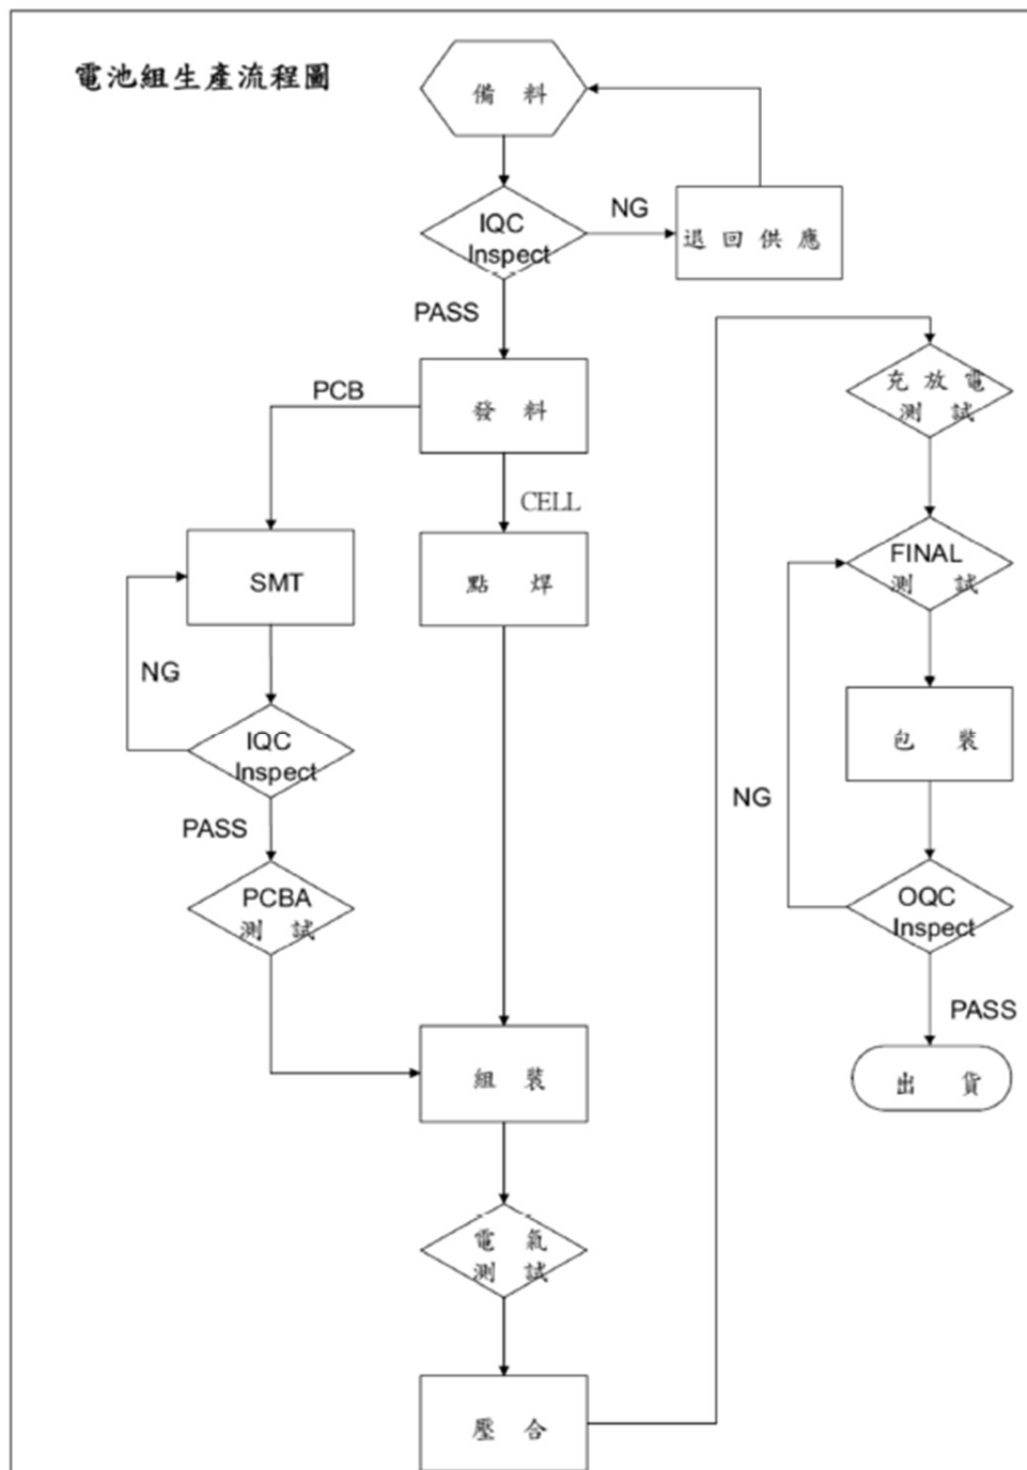 電池組生產流程圖
備 料
IQC
Inspect
NG
退 回 供 應
PASS
發 料
PCB
CELL
SMT
點 焊
NG
IQC
Inspect
PASS
PCBA
測 試
組 裝
電 氣
測 試
壓 合
充 放 電
測 試
FINAL
測 試
包 裝
NG
OQC
Inspect
PASS
出 貨